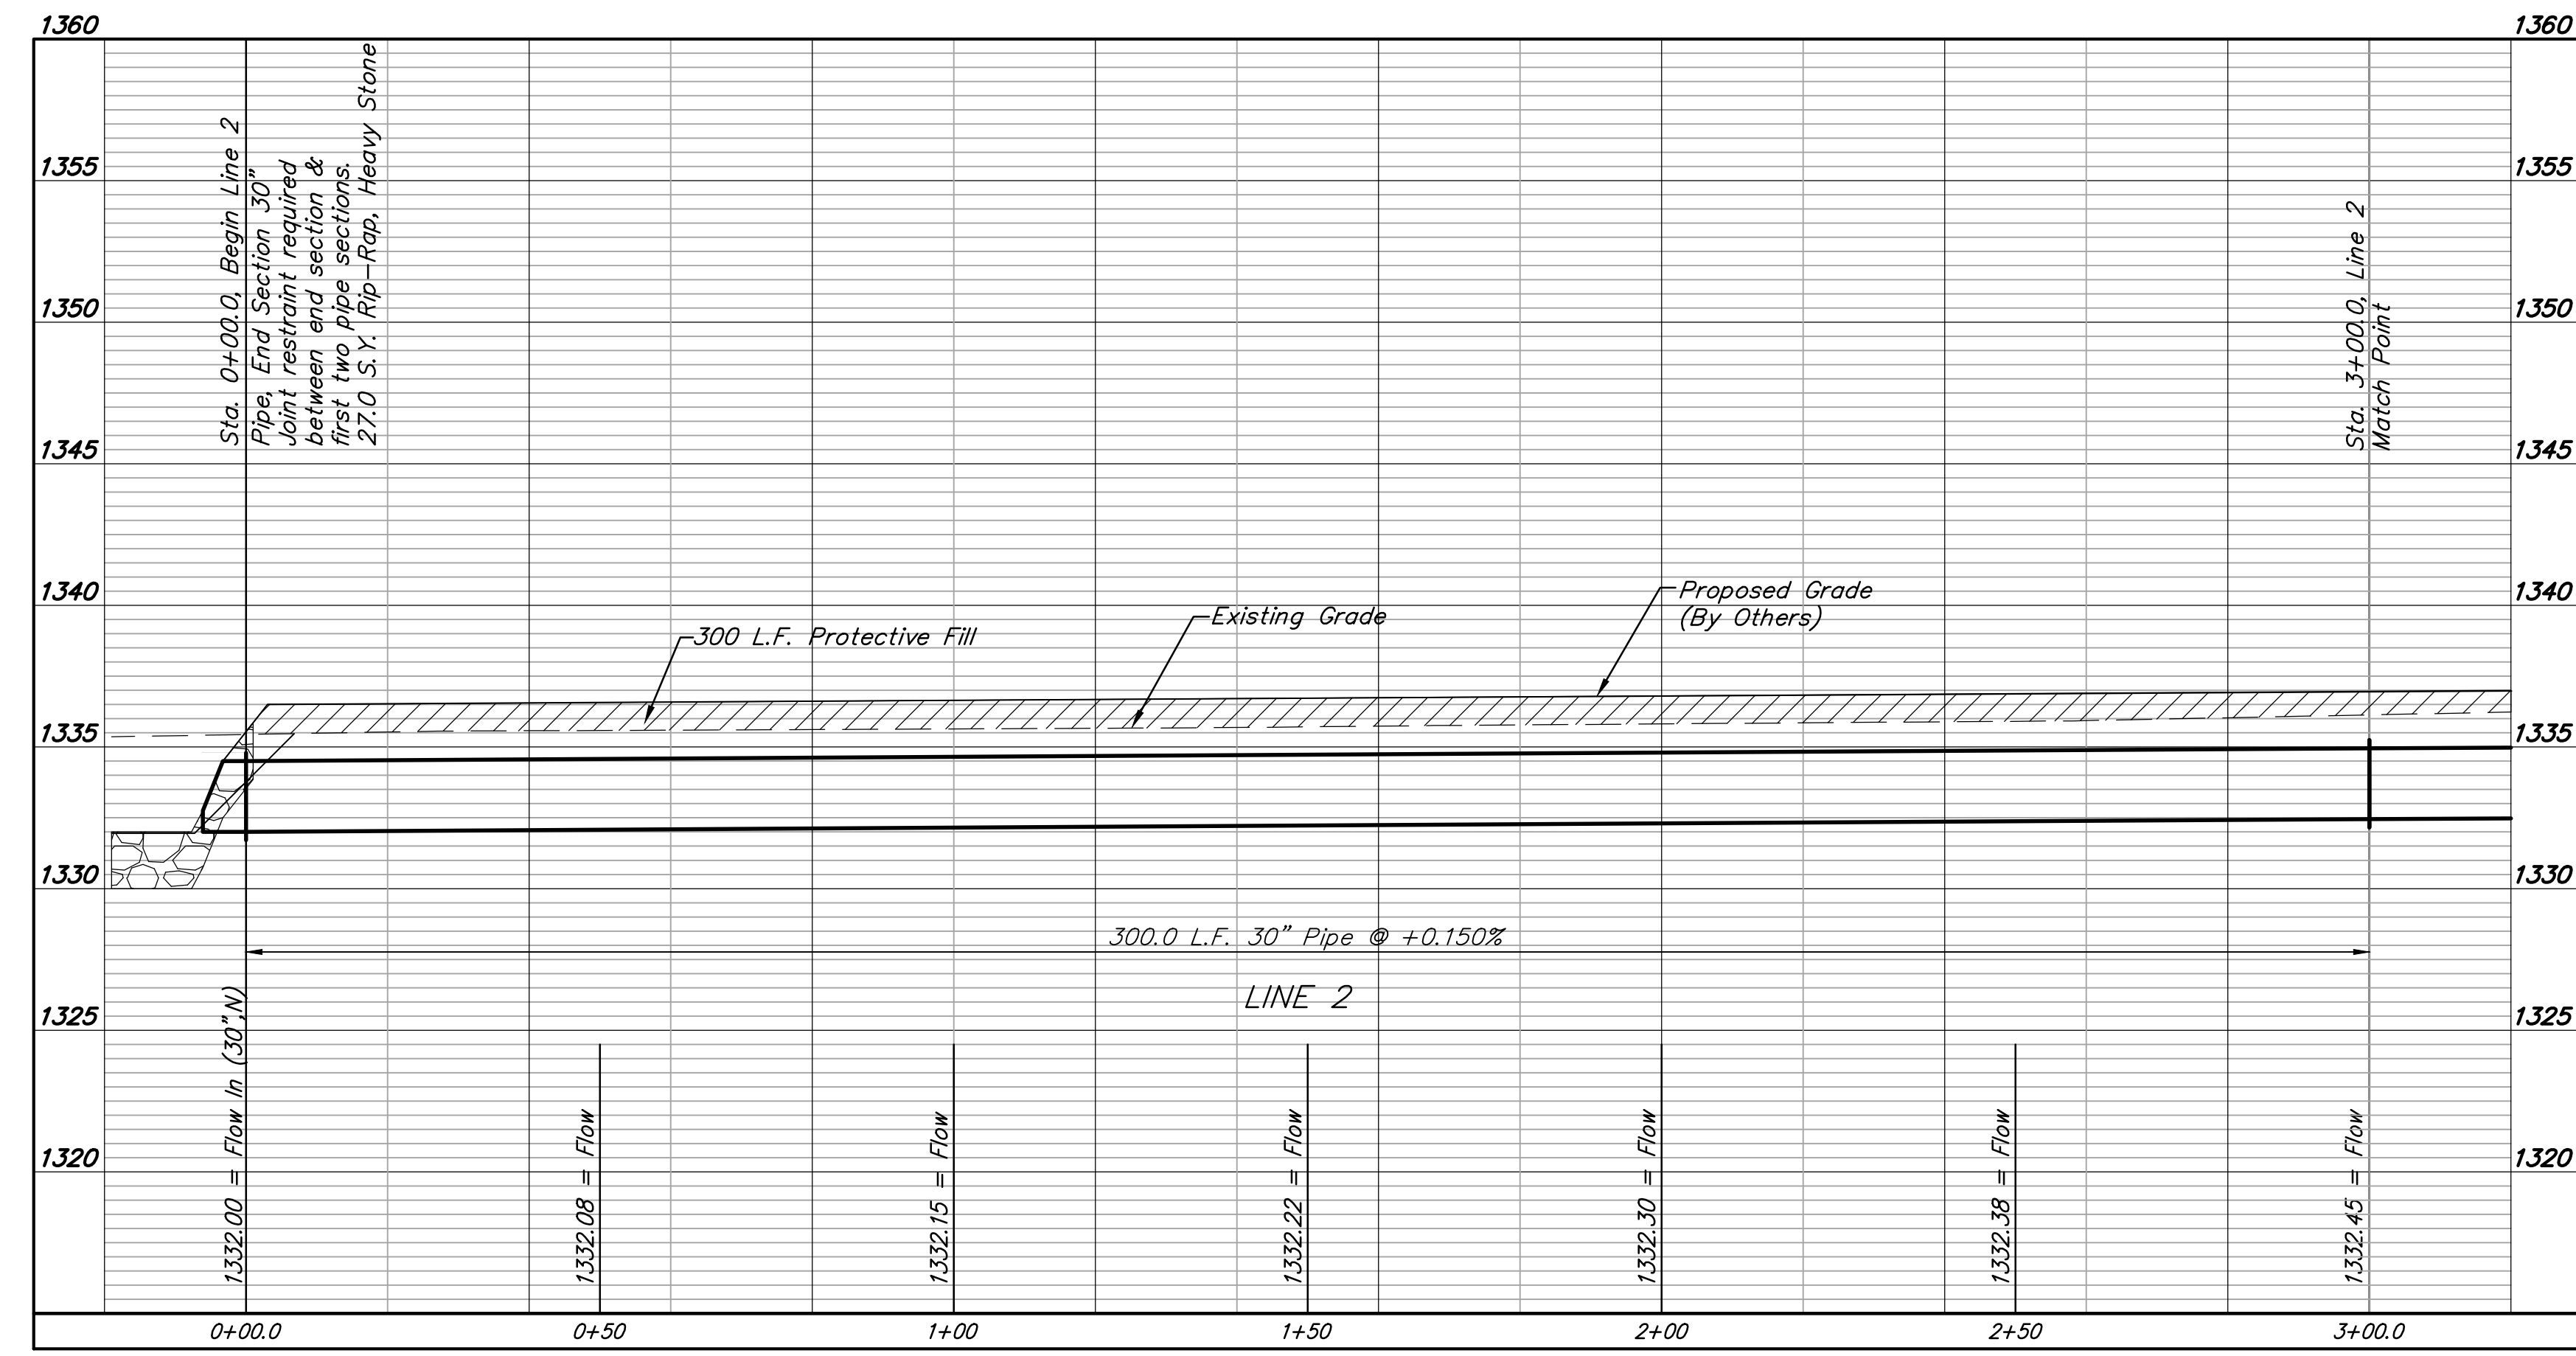 1360
1360
1355
1355
1350
1350
1345
1345
1340
1340
1335
1335
1330
1330
1325
1325
1320
1320
Sta. 0+00.0, Begin Line 2
Pipe, End Section 30"
Joint restraint required
between end section &
first two pipe sections.
27.0 S.Y. Rip-Rap, Heavy Stone
Sta. 3+00.0, Line 2
Match Point
300 L.F. Protective Fill
Existing Grade
Proposed Grade
(By Others)
300.0 L.F. 30" Pipe @ +0.150%
LINE 2
1332.00 = Flow In (30",N)
1332.08 = Flow
1332.15 = Flow
1332.22 = Flow
1332.30 = Flow
1332.38 = Flow
1332.45 = Flow
0+00.0
0+50
1+00
1+50
2+00
2+50
3+00.0